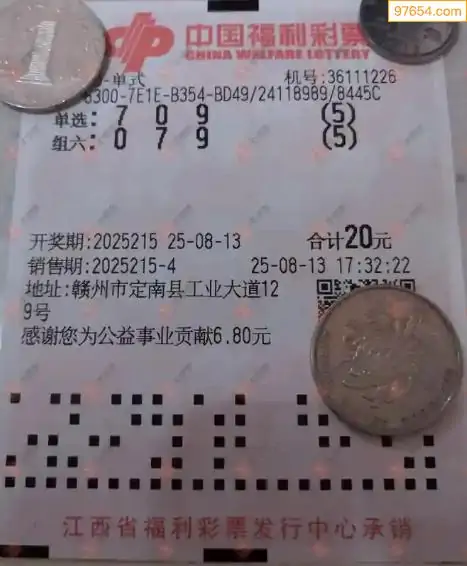 97654.com
中国福利彩票
CHINA WELFARE LOTTERY
-单式 机号:36111226
6300-7E1E-B354-BD49/24118989/8445C
单选: 7 0 9 (5)
组六: 0 7 9 (5)
开奖期:2025215 25-08-13 合计20元
销售期:2025215-4 25-08-13 17:32:22
地址:赣州市定南县工业大道12
9号
感谢您为公益事业贡献6.80元
江西省福利彩票发行中心承销